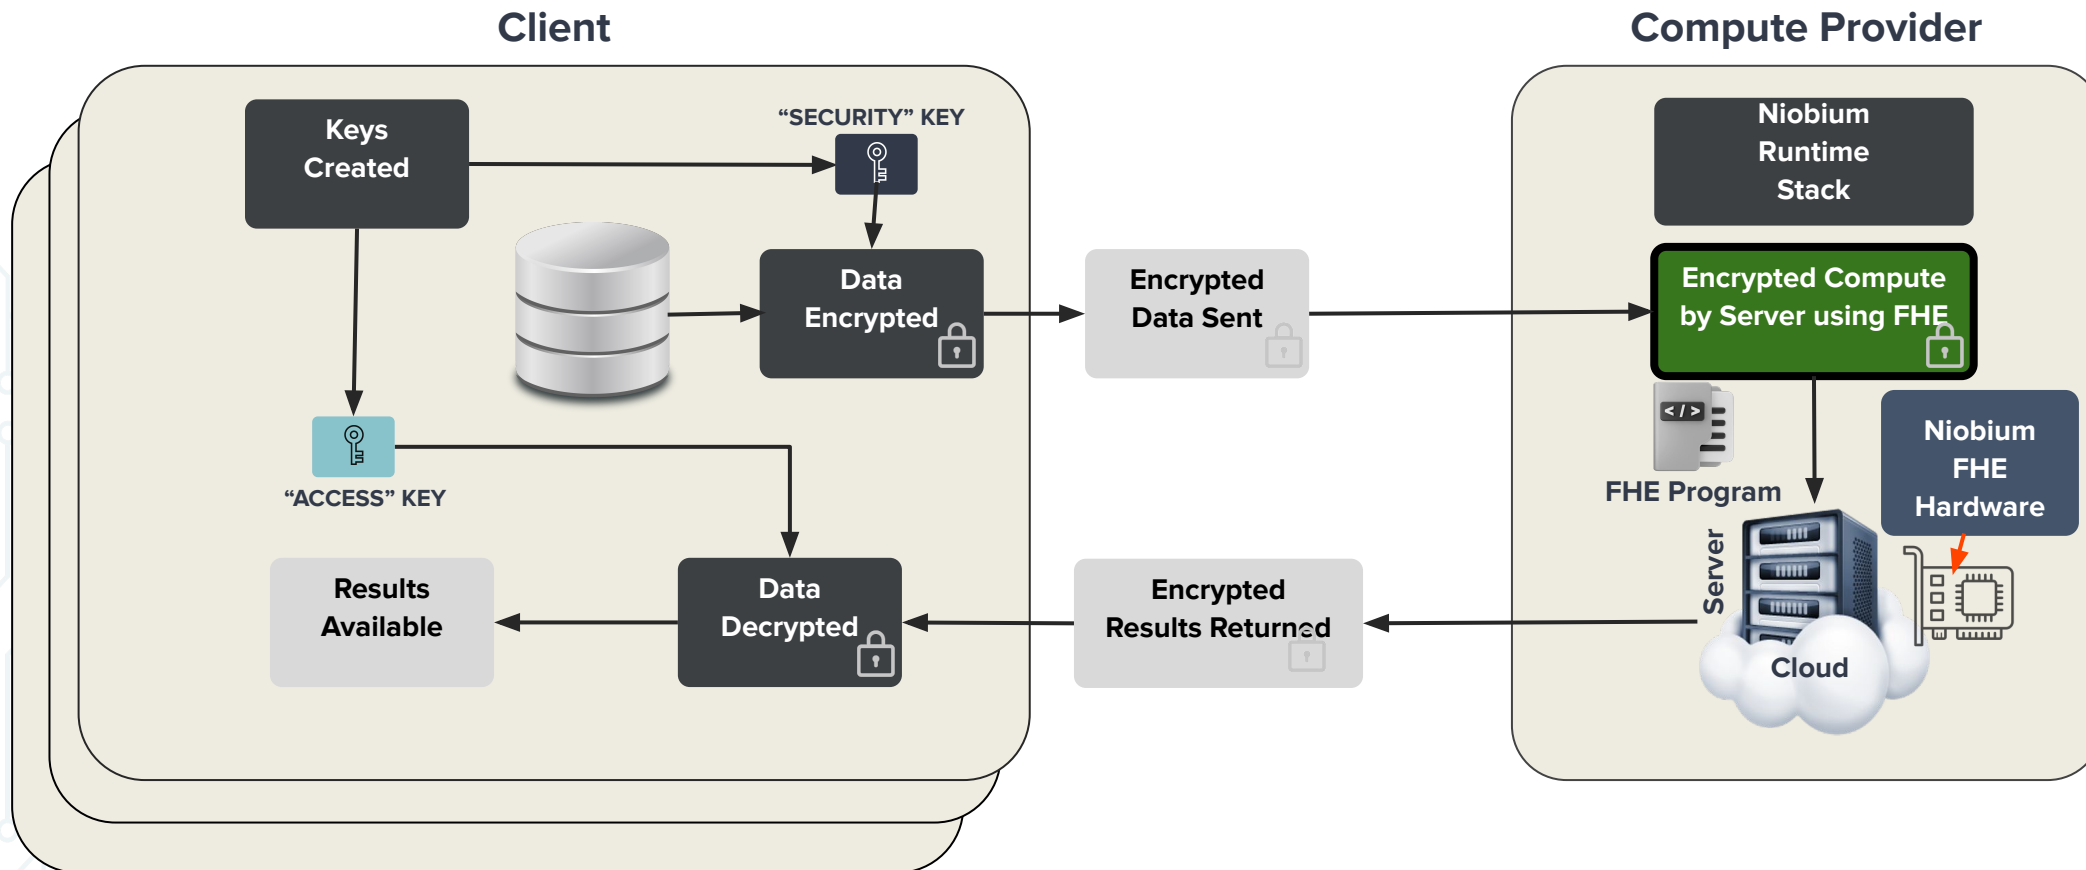 Client
Compute Provider
Keys
Created
“SECURITY” KEY
Data
Encrypted
“ACCESS” KEY
Results
Available
Data
Decrypted
Encrypted
Data Sent
Encrypted
Results Returned
Niobium
Runtime
Stack
Encrypted Compute
by Server using FHE
</>
FHE Program
Niobium
FHE
Hardware
Server
Cloud